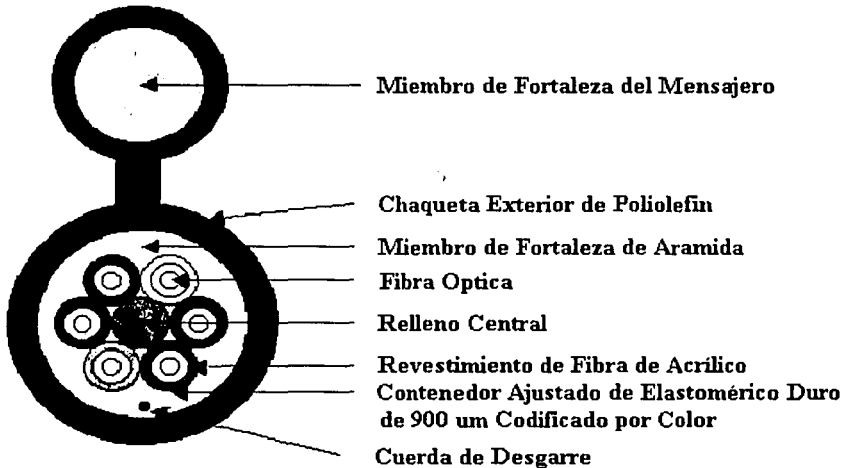 Miembro de Fortaleza del Mensajero
Chaqueta Exterior de Poliolefin
Miembro de Fortaleza de Aramida
Fibra Optica
Relleno Central
Revestimiento de Fibra de Acrílico
Contenedor Ajustado de Elastomérico Duro
de 900 um Codificado por Color
Cuerda de Desgarre